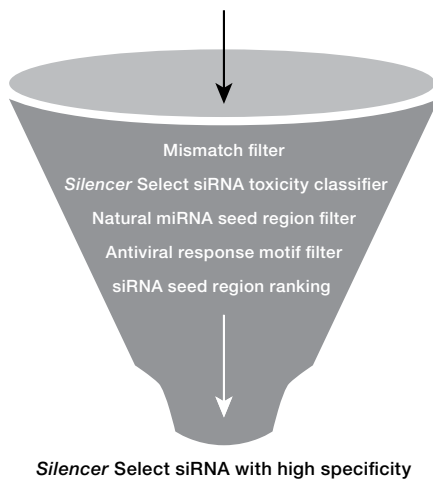 Mismatch filter
Silencer Select siRNA toxicity classifier
Natural miRNA seed region filter
Antiviral response motif filter
siRNA seed region ranking
Silencer Select siRNA with high specificity